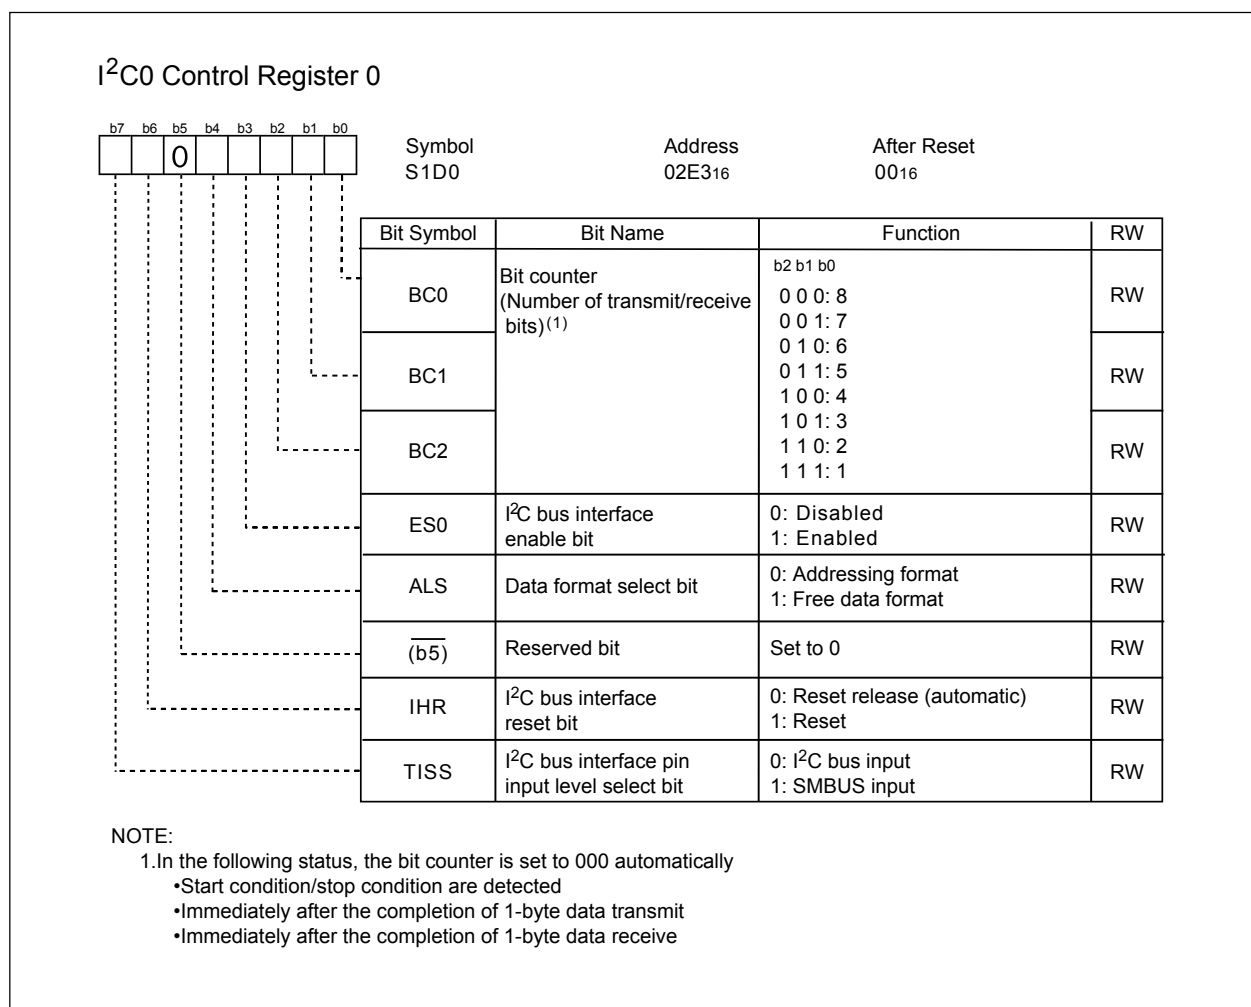 I²C0 Control Register 0
b7 b6 b5 b4 b3 b2 b1 b0
0
Symbol Address After Reset
S1D0 02E316 0016
Bit Symbol Bit Name Function RW
BC0 Bit counter
(Number of transmit/receive
bits)(1)
b2 b1 b0
0 0 0: 8
0 0 1: 7
0 1 0: 6
0 1 1: 5
1 0 0: 4
1 0 1: 3
1 1 0: 2
1 1 1: 1
RW
BC1 RW
BC2 RW
ES0 I²C bus interface
enable bit
0: Disabled
1: Enabled
RW
ALS Data format select bit
0: Addressing format
1: Free data format
RW
(b5) Reserved bit Set to 0 RW
IHR I²C bus interface
reset bit
0: Reset release (automatic)
1: Reset
RW
TISS I²C bus interface pin
input level select bit
0: I²C bus input
1: SMBUS input
RW
NOTE:
1.In the following status, the bit counter is set to 000 automatically
•Start condition/stop condition are detected
•Immediately after the completion of 1-byte data transmit
•Immediately after the completion of 1-byte data receive